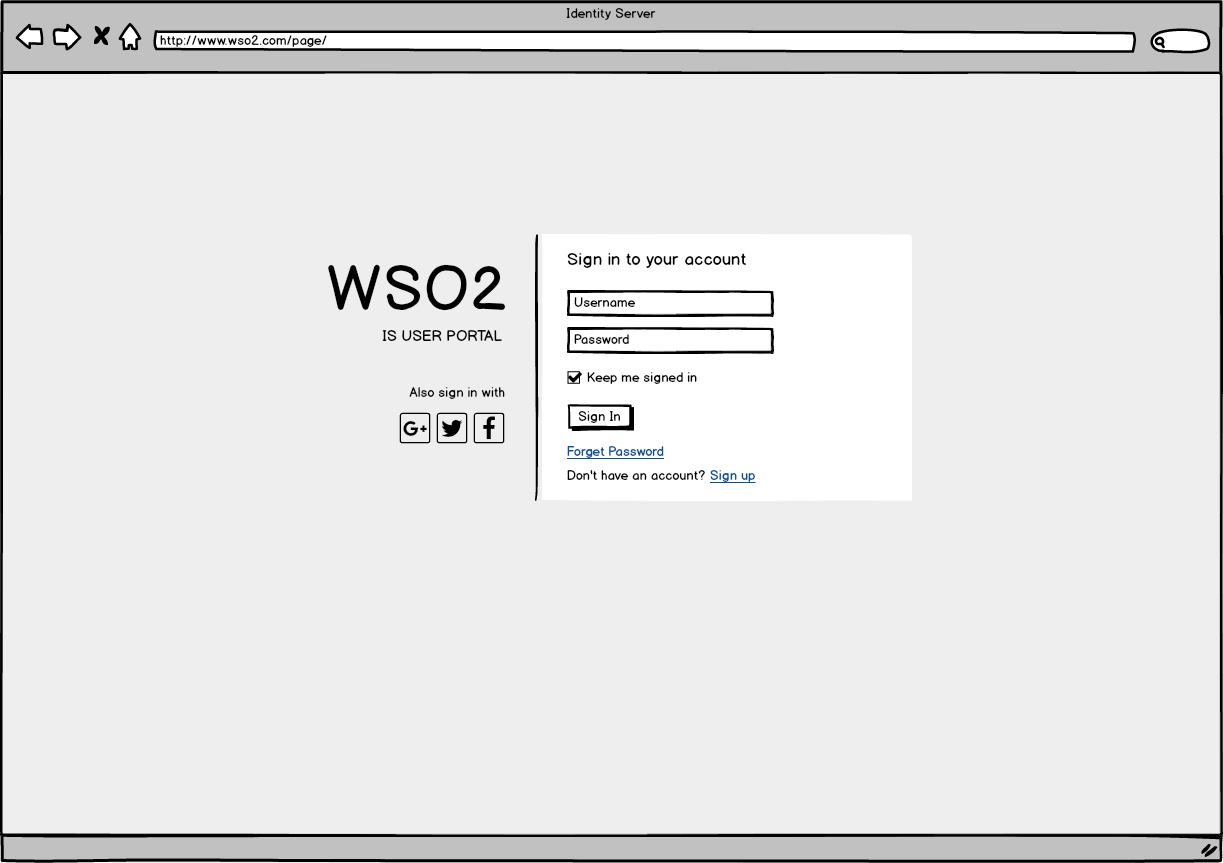 Identity Server
http://www.wso2.com/page/
WSO2
IS USER PORTAL
Also sign in with
G+
f
Sign in to your account
Username
Password
Keep me signed in
Sign In
Forget Password
Don't have an account? Sign up